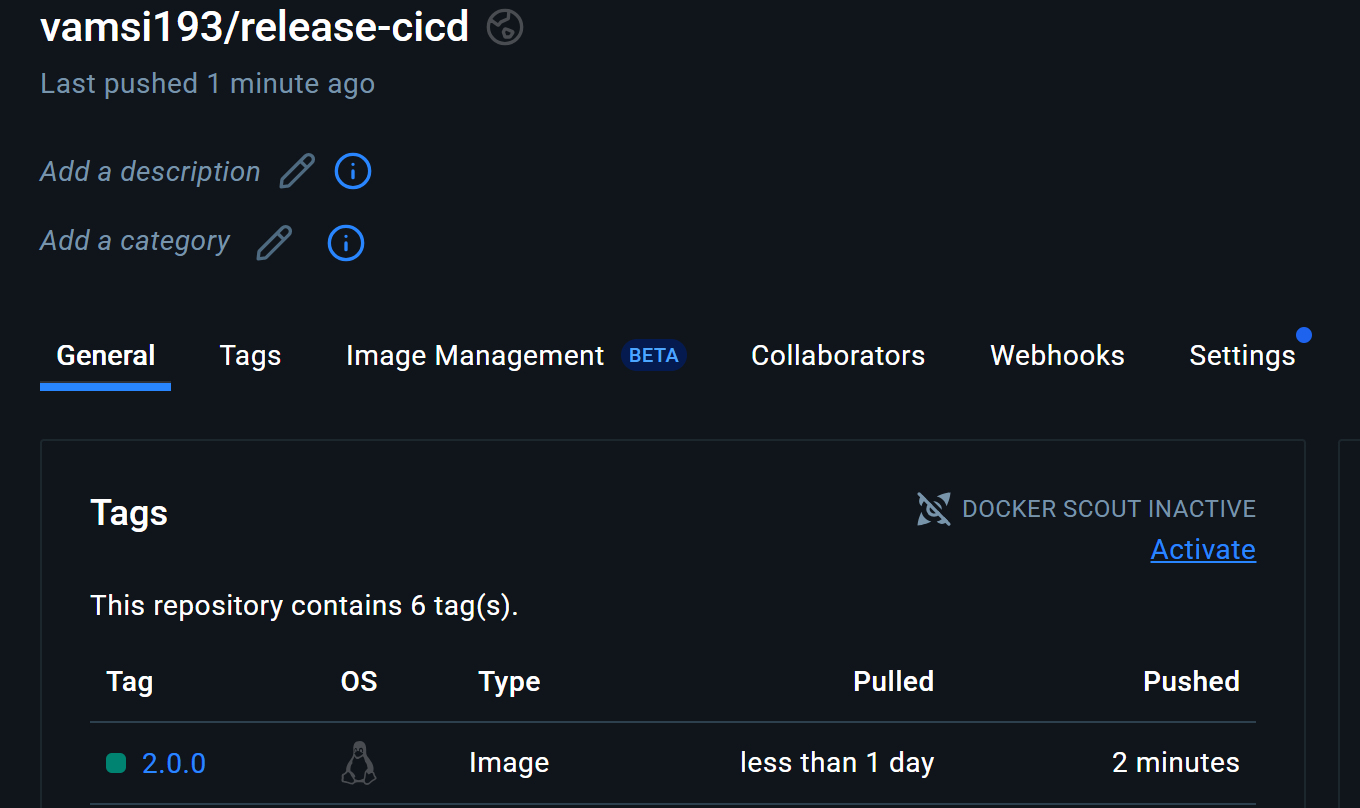 vamsi193/release-cicd
Last pushed 1 minute ago
Add a description
Add a category
General Tags Image Management BETA Collaborators Webhooks Settings
Tags
DOCKER SCOUT INACTIVE
Activate
This repository contains 6 tag(s).
Tag OS Type Pulled Pushed
2.0.0 Image less than 1 day 2 minutes